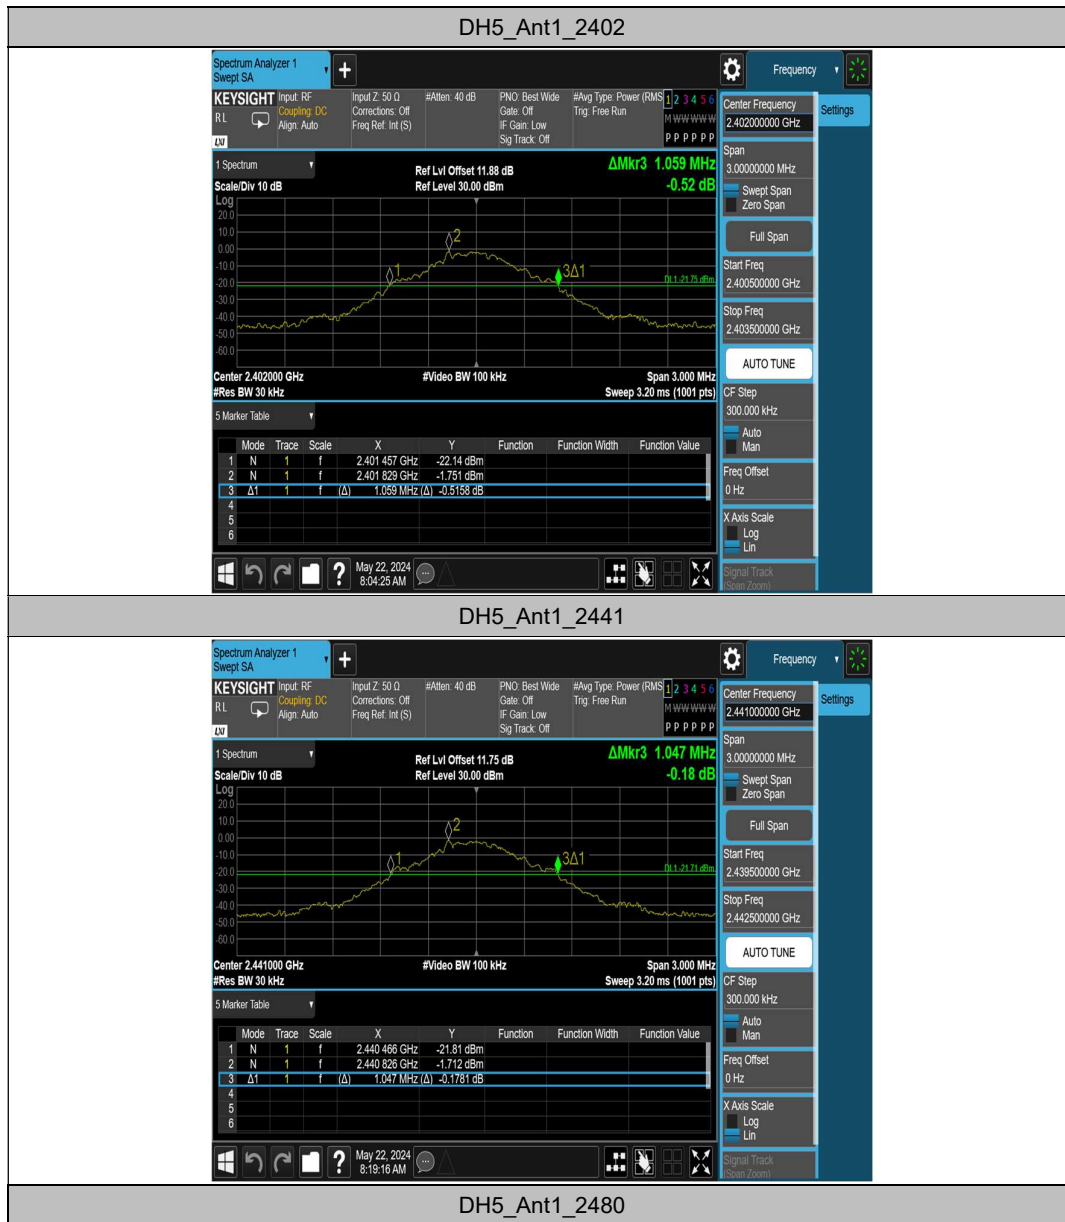 DH5_Ant1_2402
Spectrum Analyzer 1
Swept SA
+
Frequency
KEYSIGHT
RL
LXI
Input: RF
Coupling: DC
Align: Auto
Input Z: 50 Ω
Corrections: Off
Freq Ref: Int (S)
#Atten: 40 dB
PNO: Best Wide
Gate: Off
IF Gain: Low
Sig Track: Off
#Avg Type: Power (RMS
Trig: Free Run
1 2 3 4 5 6
M W W W W W
P P P P P P
Center Frequency
2.402000000 GHz
Settings
Span
3.00000000 MHz
Swept Span
Zero Span
Full Span
Start Freq
2.400500000 GHz
Stop Freq
2.403500000 GHz
AUTO TUNE
CF Step
300.000 kHz
Auto
Man
Freq Offset
0 Hz
X Axis Scale
Log
Lin
Signal Track
(Span Zoom)
1 Spectrum
Scale/Div 10 dB
Ref Lvl Offset 11.88 dB
Ref Level 30.00 dBm
ΔMkr3 1.059 MHz
-0.52 dB
Log
20.0
10.0
0.00
-10.0
-20.0
-30.0
-40.0
-50.0
-60.0
1
2
3Δ1
DL1 -21.75 dBm
Center 2.402000 GHz
#Video BW 100 kHz
Span 3.000 MHz
#Res BW 30 kHz
Sweep 3.20 ms (1001 pts)
5 Marker Table
Mode Trace Scale X Y Function Function Width Function Value
1 N 1 f 2.401 457 GHz -22.14 dBm
2 N 1 f 2.401 829 GHz -1.751 dBm
3 Δ1 1 f (Δ) 1.059 MHz (Δ) -0.5158 dB
4
5
6
?
May 22, 2024
8:04:25 AM
DH5_Ant1_2441
Spectrum Analyzer 1
Swept SA
+
Frequency
KEYSIGHT
RL
LXI
Input: RF
Coupling: DC
Align: Auto
Input Z: 50 Ω
Corrections: Off
Freq Ref: Int (S)
#Atten: 40 dB
PNO: Best Wide
Gate: Off
IF Gain: Low
Sig Track: Off
#Avg Type: Power (RMS
Trig: Free Run
1 2 3 4 5 6
M W W W W W
P P P P P P
Center Frequency
2.441000000 GHz
Settings
Span
3.00000000 MHz
Swept Span
Zero Span
Full Span
Start Freq
2.439500000 GHz
Stop Freq
2.442500000 GHz
AUTO TUNE
CF Step
300.000 kHz
Auto
Man
Freq Offset
0 Hz
X Axis Scale
Log
Lin
Signal Track
(Span Zoom)
1 Spectrum
Scale/Div 10 dB
Ref Lvl Offset 11.75 dB
Ref Level 30.00 dBm
ΔMkr3 1.047 MHz
-0.18 dB
Log
20.0
10.0
0.00
-10.0
-20.0
-30.0
-40.0
-50.0
-60.0
1
2
3Δ1
DL1 -21.71 dBm
Center 2.441000 GHz
#Video BW 100 kHz
Span 3.000 MHz
#Res BW 30 kHz
Sweep 3.20 ms (1001 pts)
5 Marker Table
Mode Trace Scale X Y Function Function Width Function Value
1 N 1 f 2.440 466 GHz -21.81 dBm
2 N 1 f 2.440 826 GHz -1.712 dBm
3 Δ1 1 f (Δ) 1.047 MHz (Δ) -0.1781 dB
4
5
6
?
May 22, 2024
8:19:16 AM
DH5_Ant1_2480